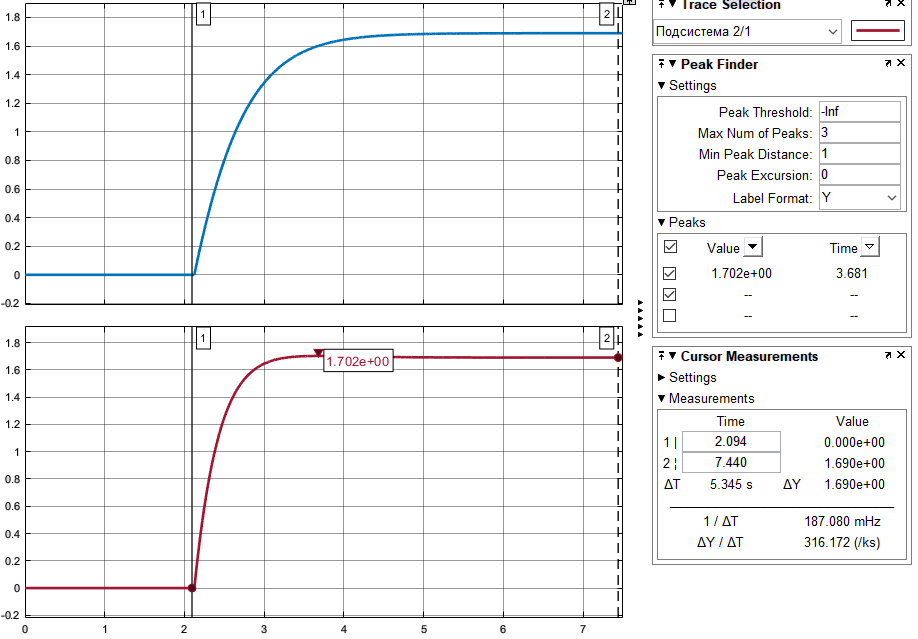 1.8
1.6
1.4
1.2
1
0.8
0.6
0.4
0.2
0
-0.2
1
2
1.8
1.6
1.4
1.2
1
0.8
0.6
0.4
0.2
0
-0.2
1
2
1.702e+00
0 1 2 3 4 5 6 7
Trace Selection
Подсистема 2/1
Peak Finder
Settings
Peak Threshold: -Inf
Max Num of Peaks: 3
Min Peak Distance: 1
Peak Excursion: 0
Label Format: Y
Peaks
Value Time
1.702e+00 3.681
-- --
-- --
Cursor Measurements
Settings
Measurements
Time Value
1 | 2.094 0.000e+00
2 ¦ 7.440 1.690e+00
ΔT 5.345 s ΔY 1.690e+00
1 / ΔT 187.080 mHz
ΔY / ΔT 316.172 (/ks)